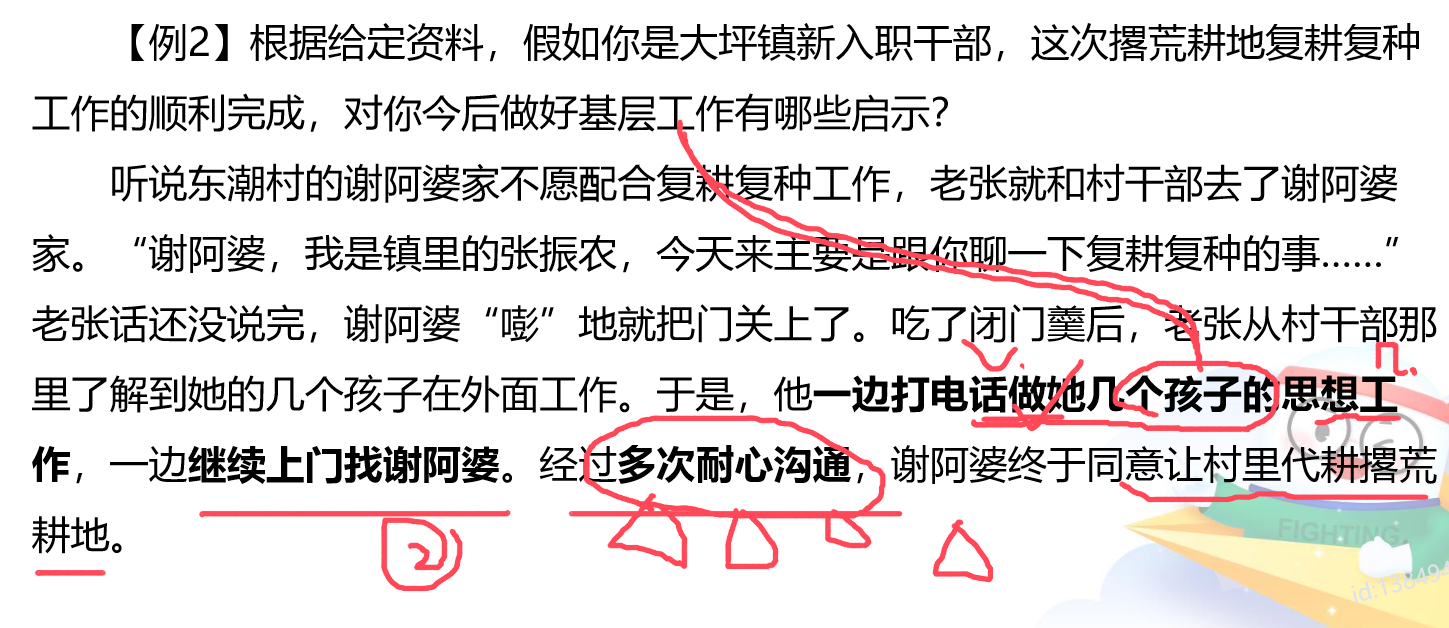 【例2】根据给定资料，假如你是大坪镇新入职干部，这次撂荒耕地复耕复种
工作的顺利完成，对你今后做好基层工作有哪些启示？
听说东潮村的谢阿婆家不愿配合复耕复种工作，老张就和村干部去了谢阿婆
家。“谢阿婆，我是镇里的张振农，今天来主要是跟你聊一下复耕复种的事……”
老张话还没说完，谢阿婆“嘭”地就把门关上了。吃了闭门羹后，老张从村干部那
里了解到她的几个孩子在外面工作。于是，他一边打电话做她几个孩子的思想工
作，一边继续上门找谢阿婆。经过多次耐心沟通，谢阿婆终于同意让村里代耕撂荒
耕地。
V.
n.
2
FIGHTING.